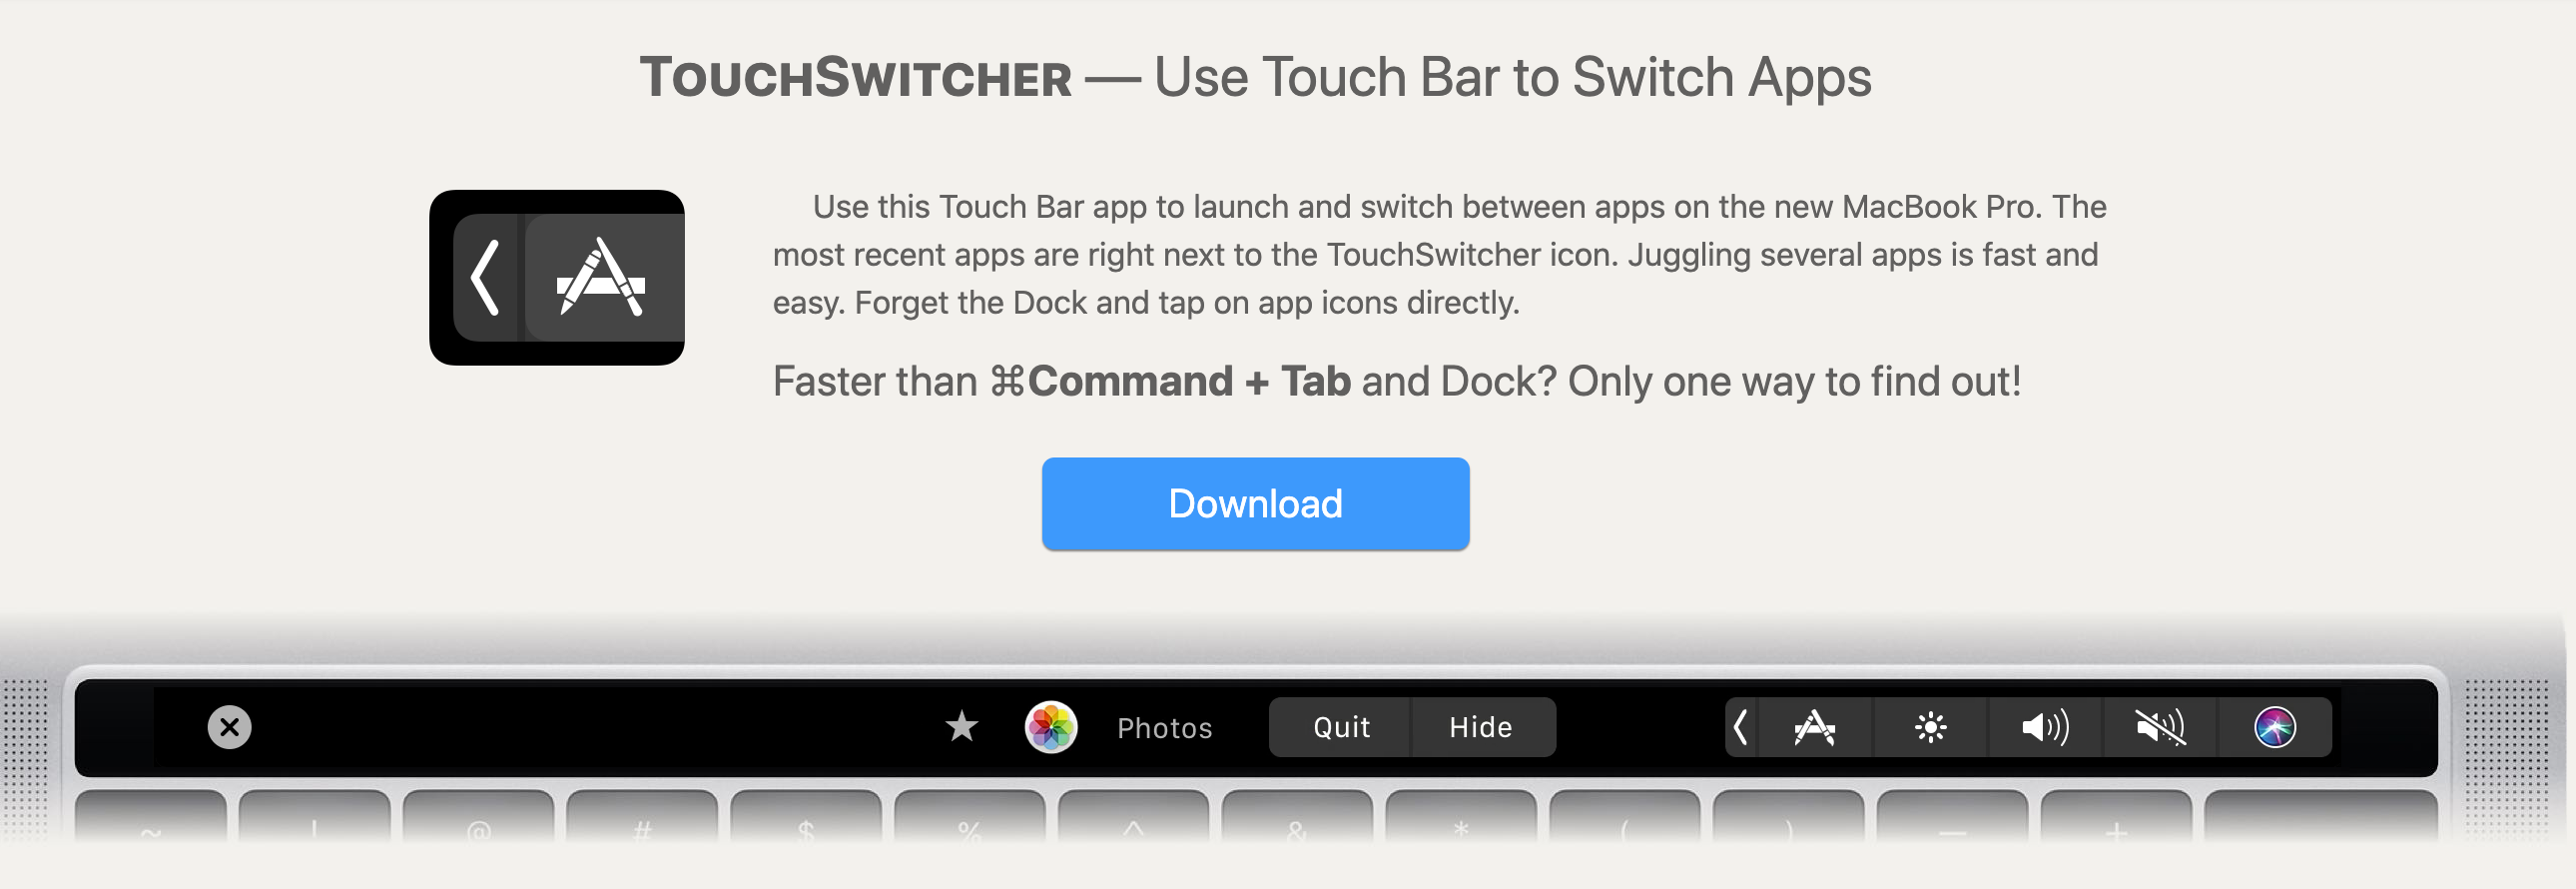 TOUCHSWITCHER — Use Touch Bar to Switch Apps
Use this Touch Bar app to launch and switch between apps on the new MacBook Pro. The
most recent apps are right next to the TouchSwitcher icon. Juggling several apps is fast and
easy. Forget the Dock and tap on app icons directly.
Faster than ⌘Command + Tab and Dock? Only one way to find out!
Download
Photos Quit Hide
~ ! @ # $ % ^ & * ( ) — +